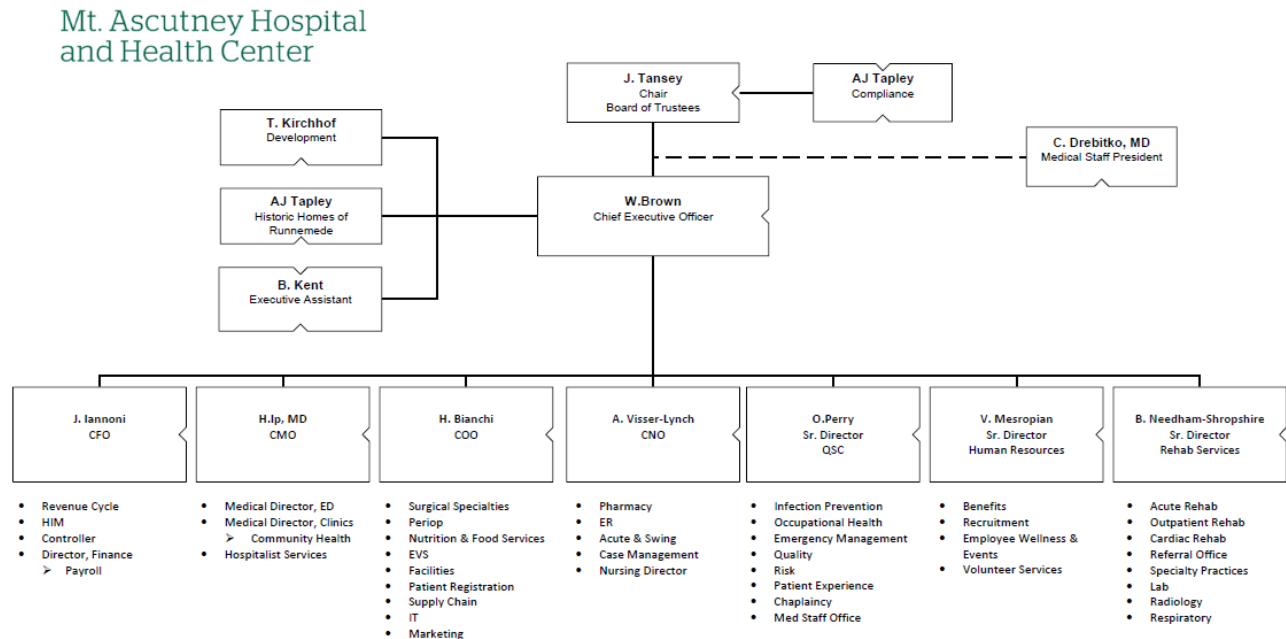 Mt. Ascutney Hospital
and Health Center
J. Tansey
Chair
Board of Trustees
AJ Tapley
Compliance
T. Kirchhof
Development
C. Drebitko, MD
Medical Staff President
AJ Tapley
Historic Homes of
Runnemede
W.Brown
Chief Executive Officer
B. Kent
Executive Assistant
J. Iannoni
CFO
H.Ip, MD
CMO
H. Bianchi
COO
A. Visser-Lynch
CNO
O.Perry
Sr. Director
QSC
V. Mesropian
Sr. Director
Human Resources
B. Needham-Shropshire
Sr. Director
Rehab Services
• Revenue Cycle
• HIM
• Controller
• Director, Finance
➢ Payroll
• Medical Director, ED
• Medical Director, Clinics
➢ Community Health
• Hospitalist Services
• Surgical Specialties
• Periop
• Nutrition & Food Services
• EVS
• Facilities
• Patient Registration
• Supply Chain
• IT
• Marketing
• Pharmacy
• ER
• Acute & Swing
• Case Management
• Nursing Director
• Infection Prevention
• Occupational Health
• Emergency Management
• Quality
• Risk
• Patient Experience
• Chaplaincy
• Med Staff Office
• Benefits
• Recruitment
• Employee Wellness &
Events
• Volunteer Services
• Acute Rehab
• Outpatient Rehab
• Cardiac Rehab
• Referral Office
• Specialty Practices
• Lab
• Radiology
• Respiratory